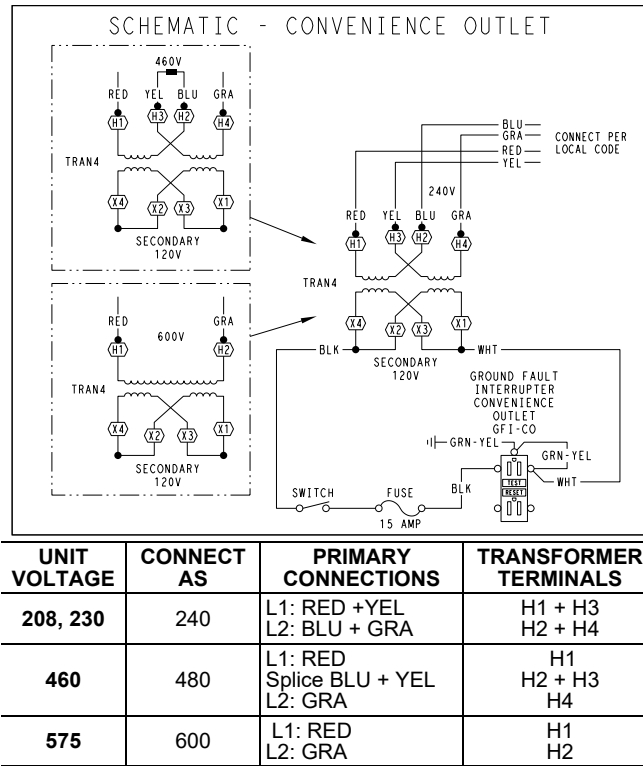 SCHEMATIC - CONVENIENCE OUTLET
460V
RED YEL BLU GRA
H1 H3 H2 H4
TRAN4
X4 X2 X3 X1
SECONDARY
120V
RED GRA
600V
H1 H2
TRAN4
X4 X2 X3 X1
SECONDARY
120V
BLU
GRA
RED
YEL
CONNECT PER
LOCAL CODE
240V
RED YEL BLU GRA
H1 H3 H2 H4
TRAN4
X4 X2 X3 X1
BLK
WHT
SECONDARY
120V
GROUND FAULT
INTERRUPTER
CONVENIENCE
OUTLET
GFI-CO
GRN-YEL
GRN-YEL
WHT
TEST
RESET
SWITCH
FUSE
15 AMP
BLK
UNIT VOLTAGE CONNECT AS PRIMARY CONNECTIONS TRANSFORMER TERMINALS
208, 230 240 L1: RED +YEL H1 + H3
L2: BLU + GRA H2 + H4
460 480 L1: RED H1
Splice BLU + YEL H2 + H3
L2: GRA H4
575 600 L1: RED H1
L2: GRA H2